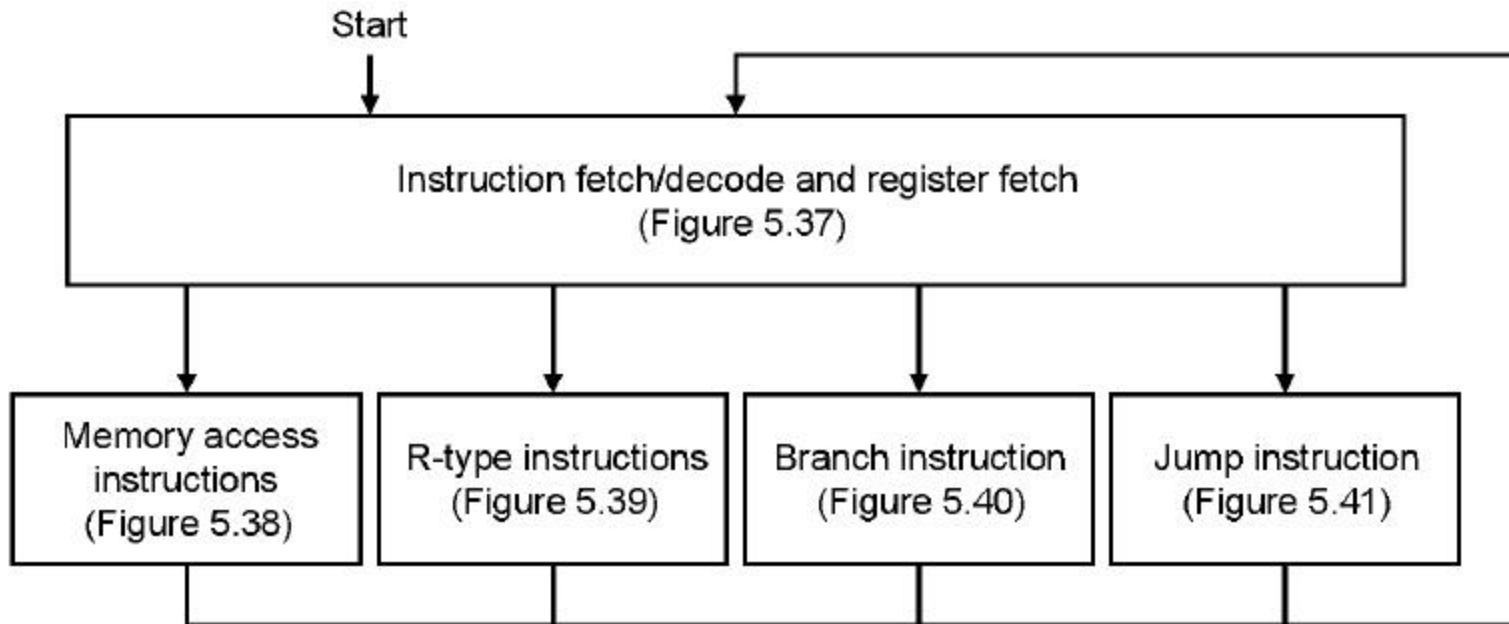 Start
Instruction fetch/decode and register fetch
(Figure 5.37)
Memory access
instructions
(Figure 5.38)
R-type instructions
(Figure 5.39)
Branch instruction
(Figure 5.40)
Jump instruction
(Figure 5.41)